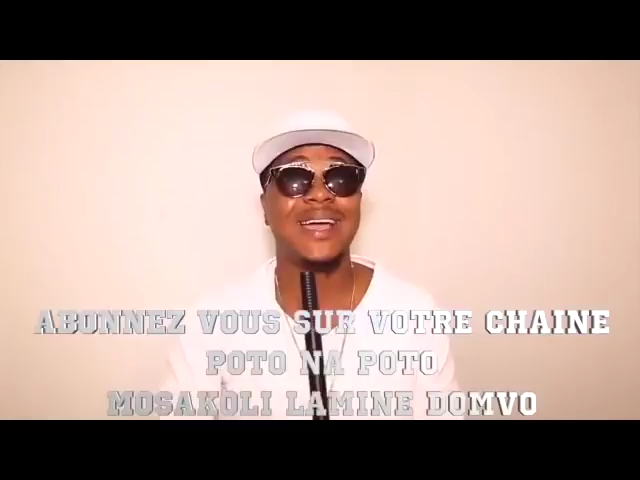 ABONNEZ VOUS SUR VOTRE CHAINE
POTO NA POTO
MOSAKOLI LAMINE DOMVO